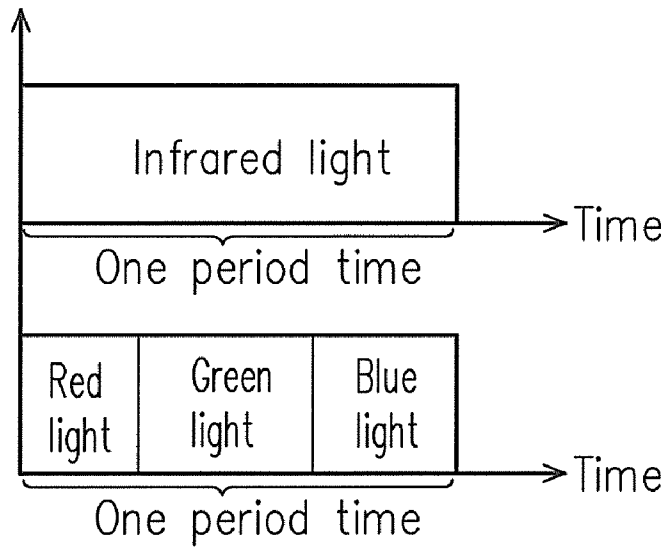 Infrared light
Time
One period time
Red
light
Green
light
Blue
light
Time
One period time